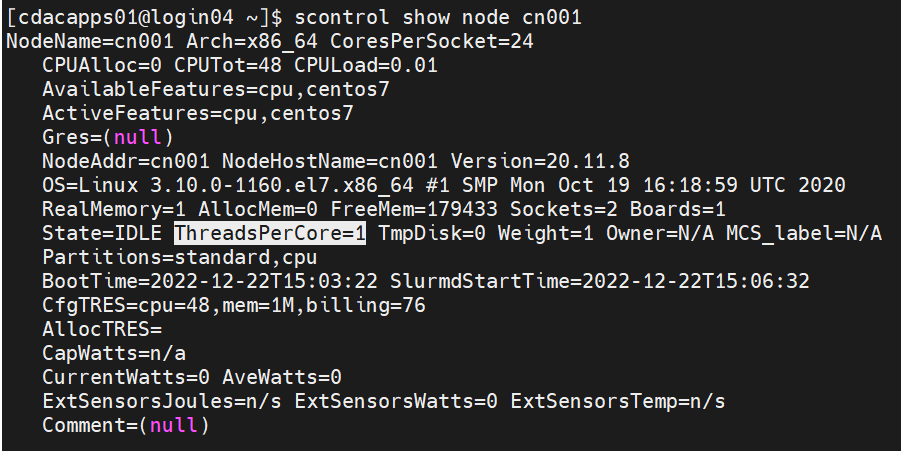 [cdacapps01@login04 ~]$ scontrol show node cn001
NodeName=cn001 Arch=x86_64 CoresPerSocket=24
   CPUAlloc=0 CPUTot=48 CPULoad=0.01
   AvailableFeatures=cpu,centos7
   ActiveFeatures=cpu,centos7
   Gres=(null)
   NodeAddr=cn001 NodeHostName=cn001 Version=20.11.8
   OS=Linux 3.10.0-1160.el7.x86_64 #1 SMP Mon Oct 19 16:18:59 UTC 2020
   RealMemory=1 AllocMem=0 FreeMem=179433 Sockets=2 Boards=1
   State=IDLE ThreadsPerCore=1 TmpDisk=0 Weight=1 Owner=N/A MCS_label=N/A
   Partitions=standard,cpu
   BootTime=2022-12-22T15:03:22 SlurmdStartTime=2022-12-22T15:06:32
   CfgTRES=cpu=48,mem=1M,billing=76
   AllocTRES=
   CapWatts=n/a
   CurrentWatts=0 AveWatts=0
   ExtSensorsJoules=n/s ExtSensorsWatts=0 ExtSensorsTemp=n/s
   Comment=(null)